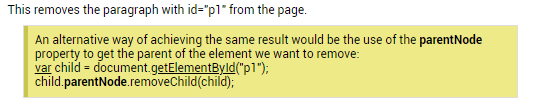 This removes the paragraph with id="p1" from the page.
An alternative way of achieving the same result would be the use of the parentNode
property to get the parent of the element we want to remove:
var child = document.getElementById("p1");
child.parentNode.removeChild(child);